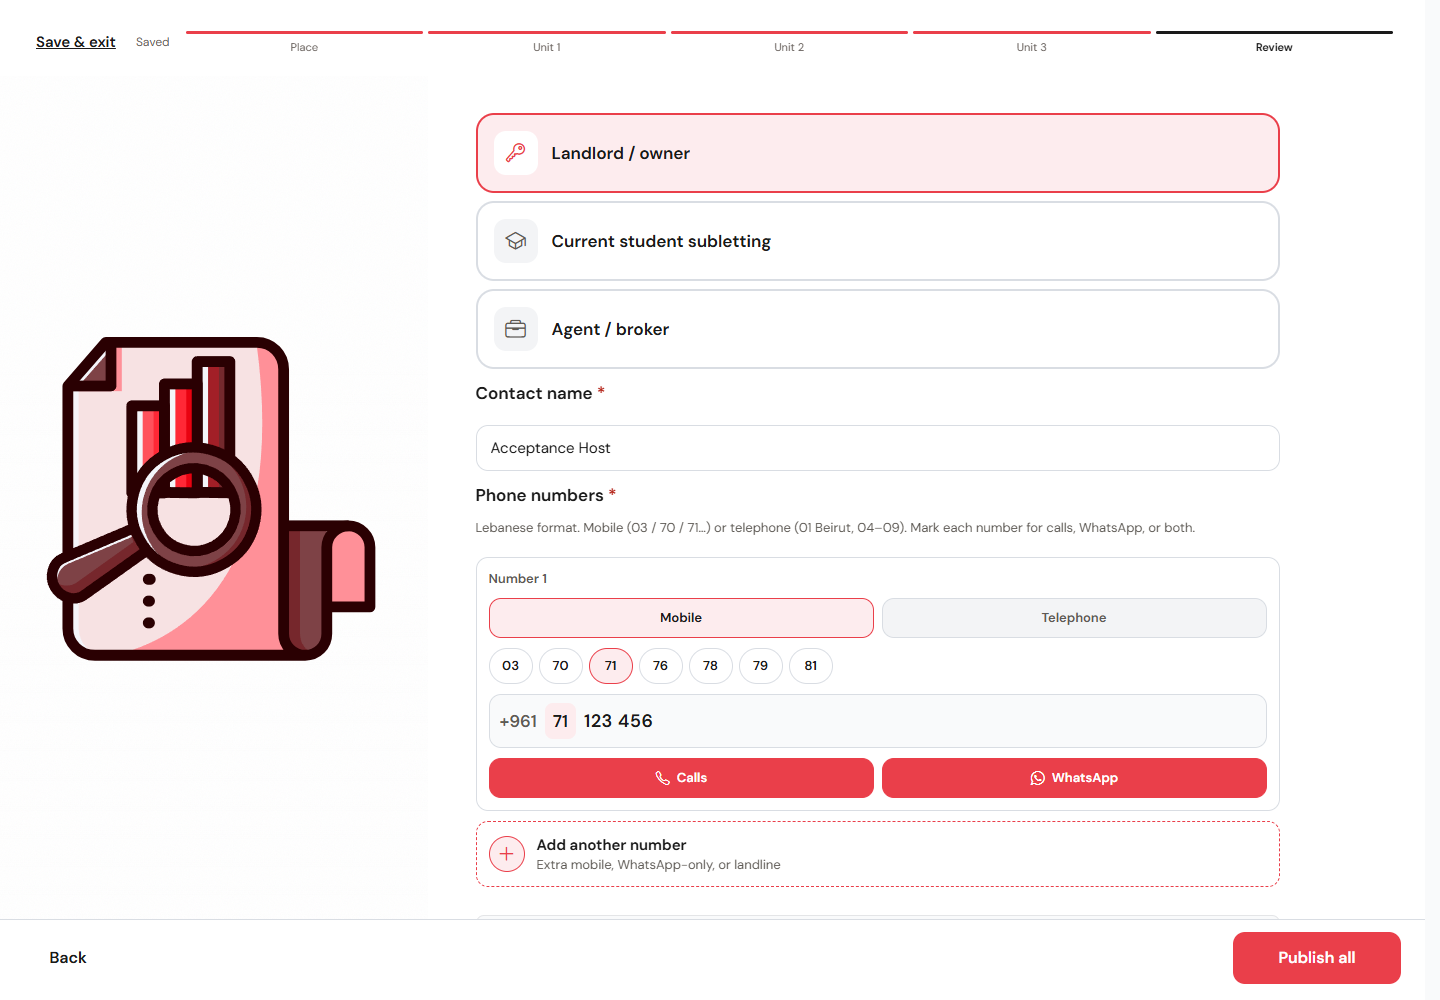 Save & exit
Saved
Place
Unit 1
Unit 2
Unit 3
Review
Landlord / owner
Current student subletting
Agent / broker
Contact name *
Acceptance Host
Phone numbers *
Lebanese format. Mobile (03 / 70 / 71…) or telephone (01 Beirut, 04–09). Mark each number for calls, WhatsApp, or both.
Number 1
Mobile
Telephone
03 70 71 76 78 79 81
+961 71 123 456
Calls
WhatsApp
Add another number
Extra mobile, WhatsApp-only, or landline
Back
Publish all